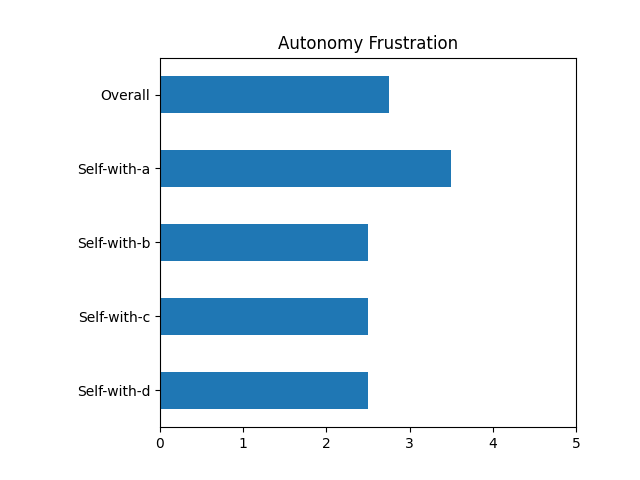 Autonomy Frustration
Overall
Self-with-a
Self-with-b
Self-with-c
Self-with-d
0 1 2 3 4 5